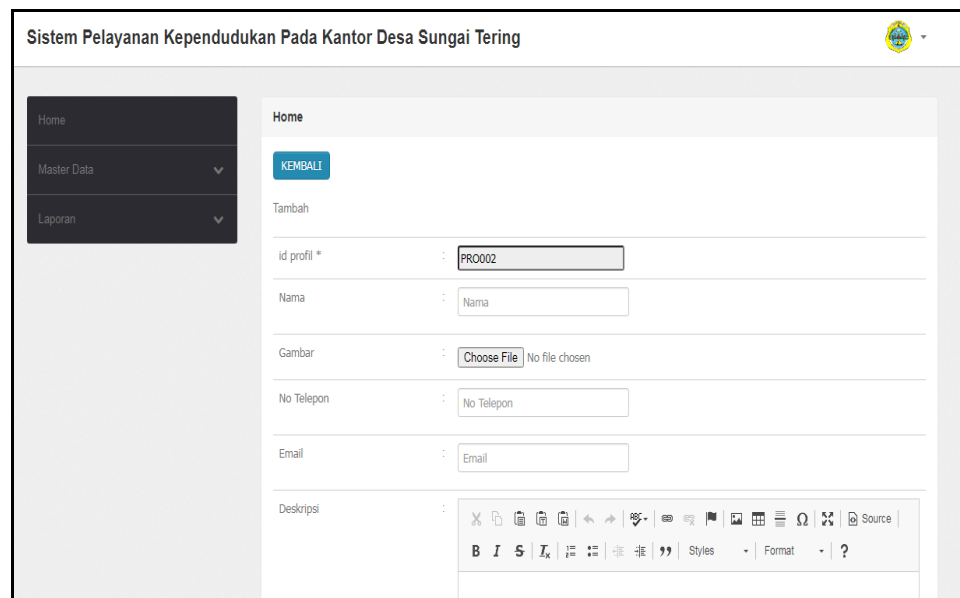 Sistem Pelayanan Kependudukan Pada Kantor Desa Sungai Tering
Home
Master Data
Laporan
Home
KEMBALI
Tambah
id profil * : PRO002
Nama : Nama
Gambar : Choose File No file chosen
No Telepon : No Telepon
Email : Email
Deskripsi :
Source
B I S Ix Styles Format ?